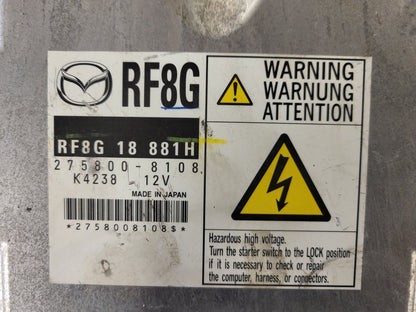 RF8G
RF8G 18 881H
275800-8108
K4238 12V
MADE IN JAPAN
*2758008108$*
WARNING
WARNUNG
ATTENTION
Hazardous high voltage.
Turn the starter switch to the LOCK position
if it is necessary to check or repair
the computer, harness, or connectors.